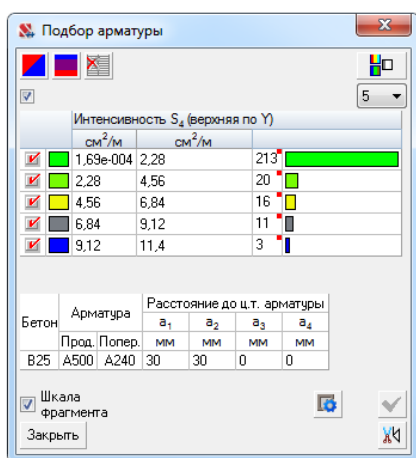 Подбор арматуры
5
Интенсивность S₄ (верхняя по Y)
см²/м см²/м
1,69e-004 2,28 213
2,28 4,56 20
4,56 6,84 16
6,84 9,12 11
9,12 11,4 3
Бетон Арматура Расстояние до ц.т. арматуры
a₁ a₂ a₃ a₄
Прод. Попер. мм мм мм мм
B25 A500 A240 30 30 0 0
Шкала
фрагмента
Закрыть